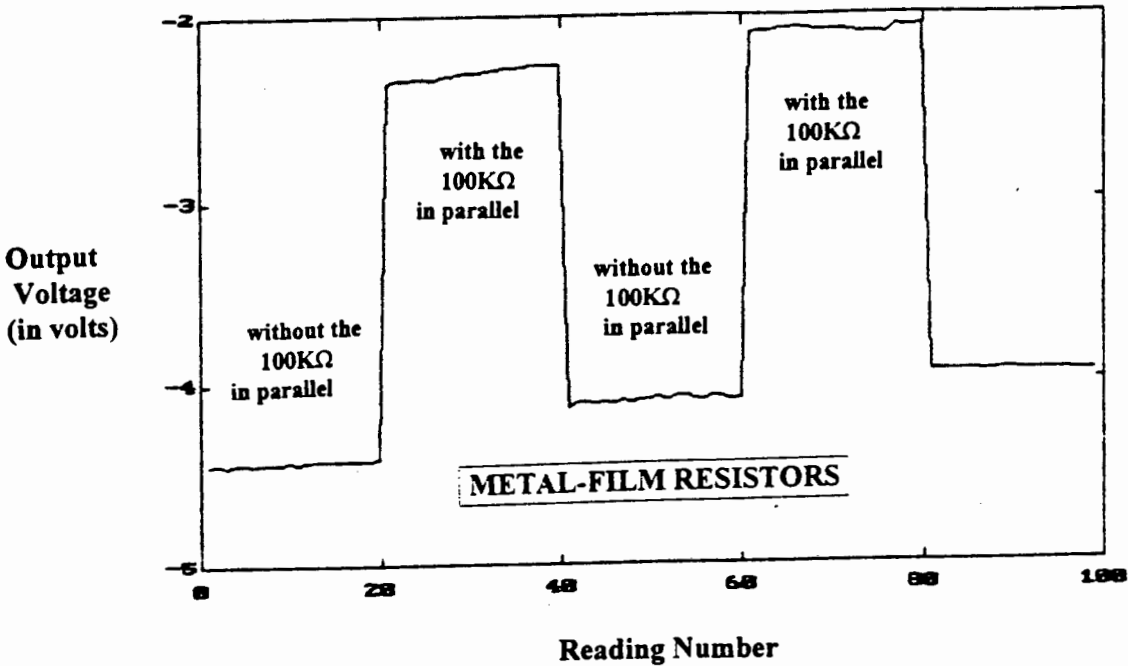 -2
-3
-4
-5
Output
Voltage
(in volts)
without the
100KΩ
in parallel
with the
100KΩ
in parallel
without the
100KΩ
in parallel
with the
100KΩ
in parallel
METAL-FILM RESISTORS
0 20 40 60 80 100
Reading Number